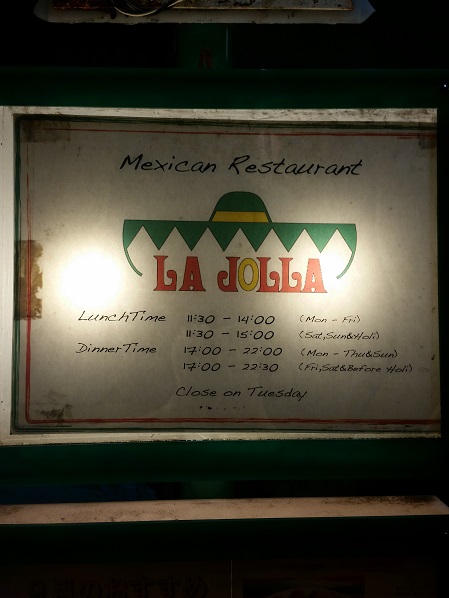 Mexican Restaurant
LA JOLLA
LunchTime 11:30 - 14:00 (Mon - Fri)
11:30 - 15:00 (Sat,Sun&Holi)
DinnerTime 17:00 - 22:00 (Mon - Thu&Sun)
17:00 - 22:30 (Fri,Sat&Before Holi)
Close on Tuesday